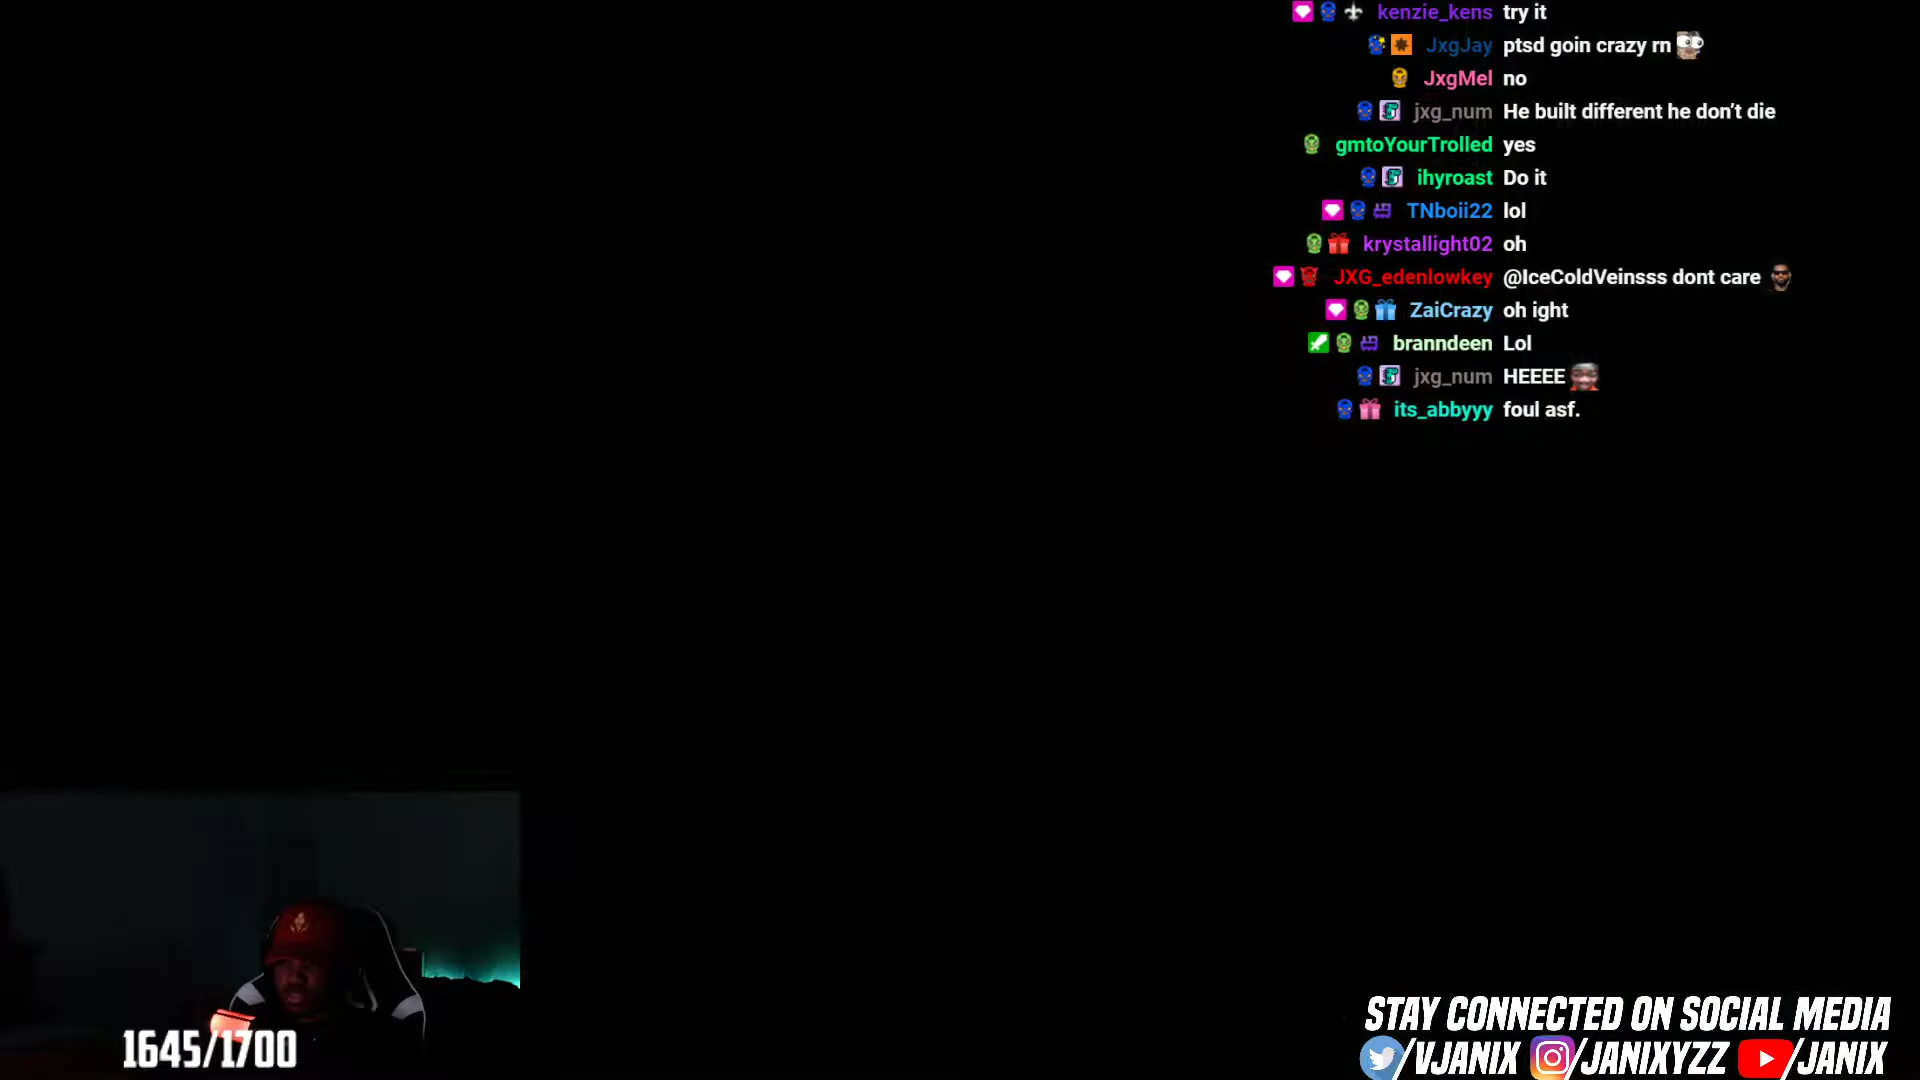 kenzie_kens try it
JxgJay ptsd goin crazy rn
JxgMel no
jxg_num He built different he don’t die
gmtoYourTrolled yes
ihyroast Do it
TNboii22 lol
krystallight02 oh
JXG_edenlowkey @IceColdVeinsss dont care
ZaiCrazy oh ight
branndeen Lol
jxg_num HEEEE
its_abbyyy foul asf.
1645/1700
STAY CONNECTED ON SOCIAL MEDIA
/VJANIX /JANIXYZZ /JANIX